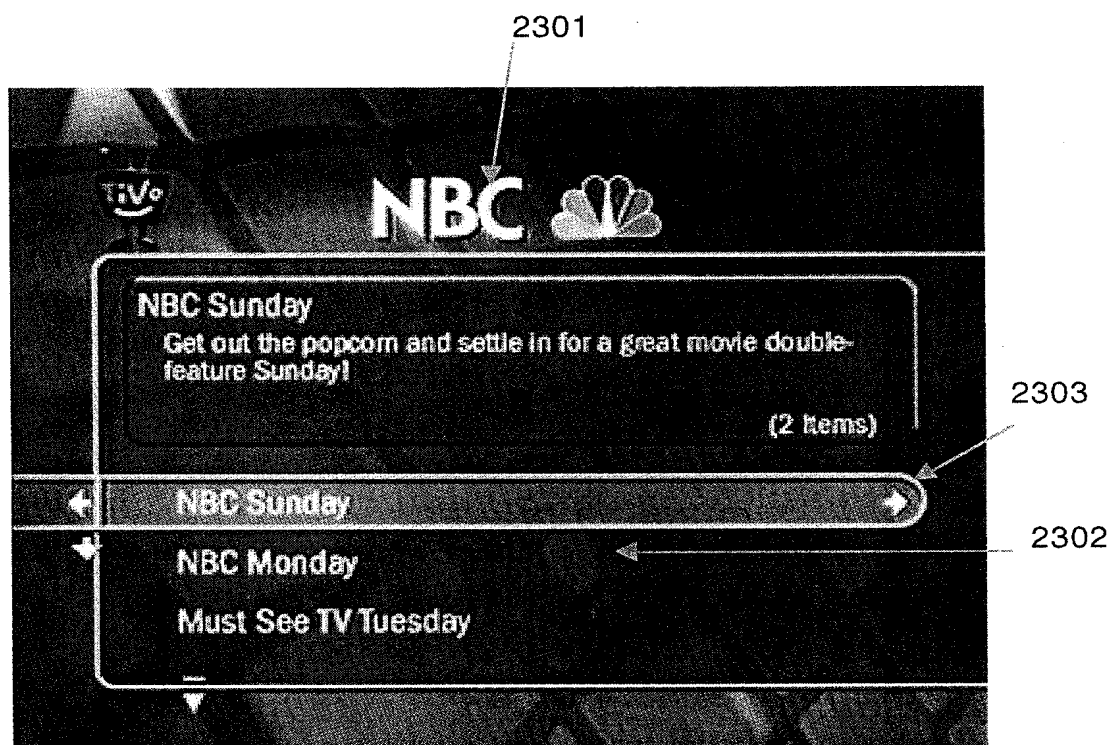 2301
TiVo
NBC
NBC Sunday
Get out the popcorn and settle in for a great movie double-
feature Sunday!
(2 Items)
2303
NBC Sunday
2302
NBC Monday
Must See TV Tuesday